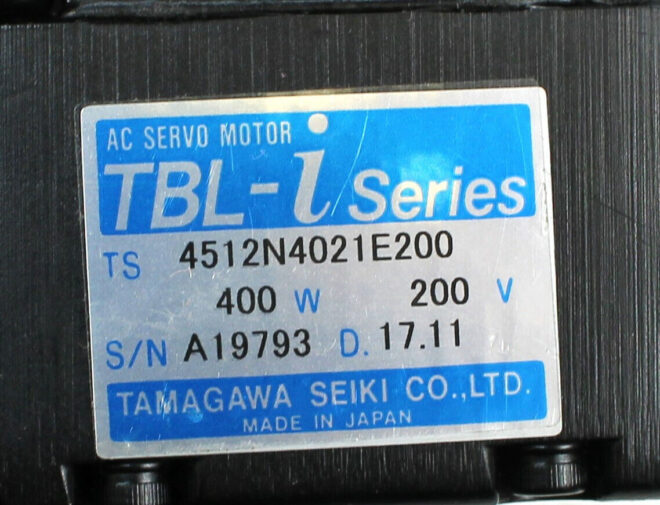 AC SERVO MOTOR
TBL-i Series
TS 4512N4021E200
400 W 200 V
S/N A19793 D. 17.11
TAMAGAWA SEIKI CO.,LTD.
MADE IN JAPAN